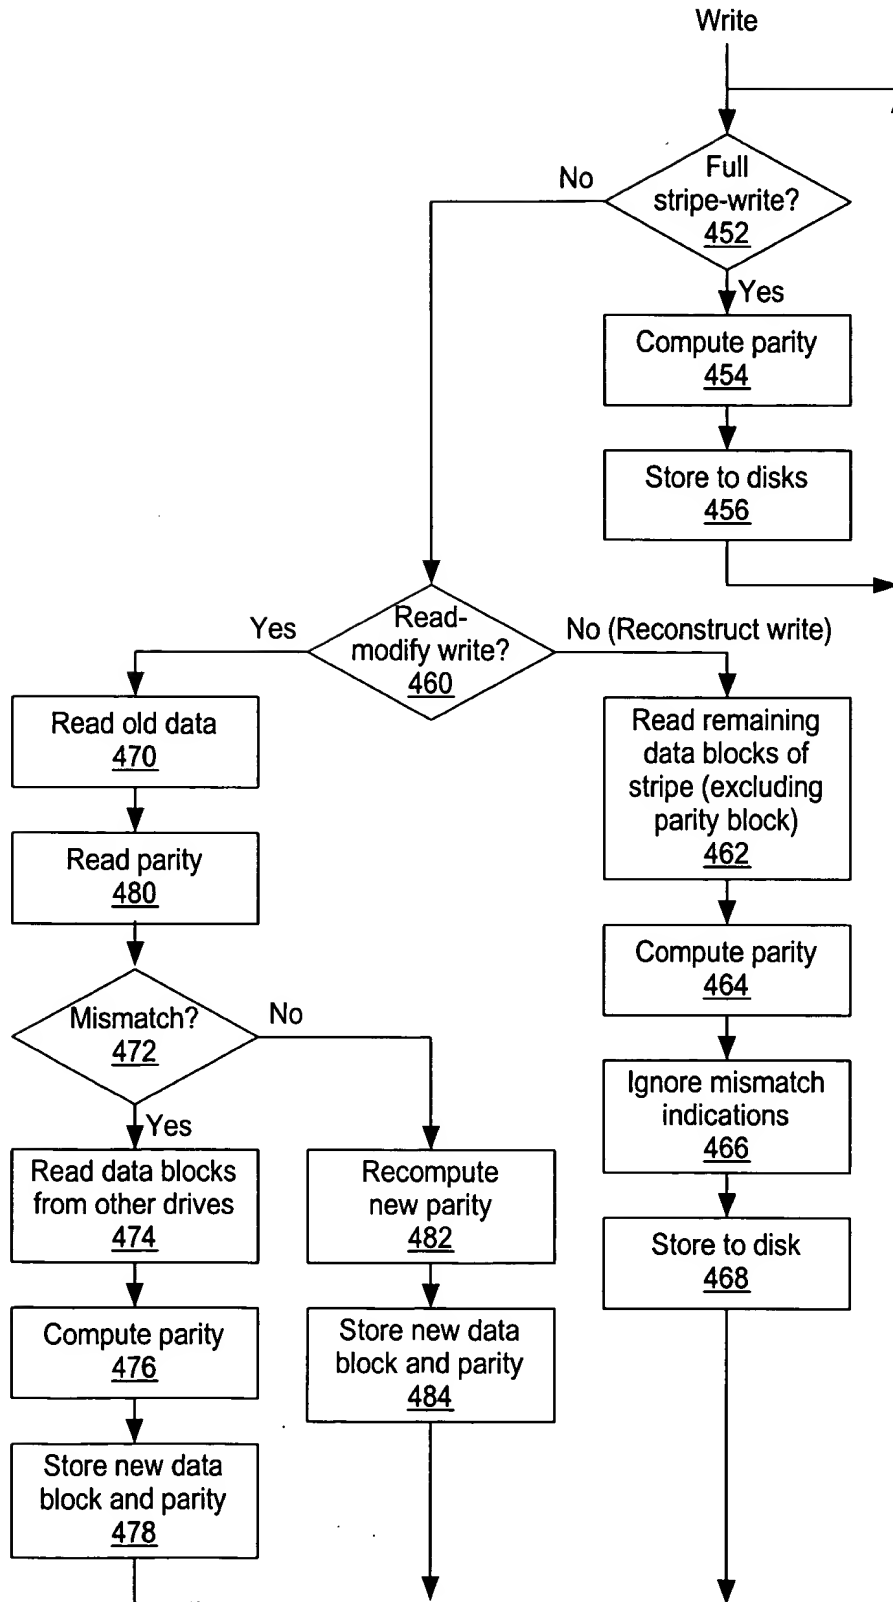 Write
Full
stripe-write?
452
No
Yes
Compute parity
454
Store to disks
456
Read-
modify write?
460
Yes
No (Reconstruct write)
Read old data
470
Read parity
480
Mismatch?
472
No
Yes
Read data blocks
from other drives
474
Compute parity
476
Store new data
block and parity
478
Recompute
new parity
482
Store new data
block and parity
484
Read remaining
data blocks of
stripe (excluding
parity block)
462
Compute parity
464
Ignore mismatch
indications
466
Store to disk
468